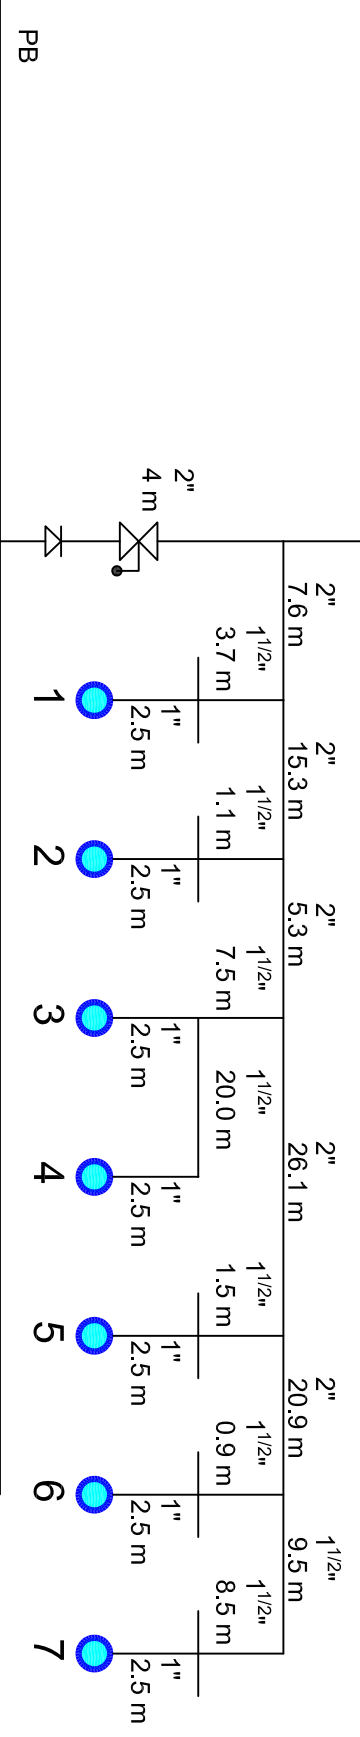 PB
2"
4 m
2"
7.6 m
1 1/2"
3.7 m
1"
2.5 m
1
2"
15.3 m
1 1/2"
1.1 m
1"
2.5 m
2
2"
5.3 m
1 1/2"
7.5 m
1"
2.5 m
3
1 1/2"
20.0 m
1"
2.5 m
4
2"
26.1 m
1 1/2"
1.5 m
1"
2.5 m
5
2"
20.9 m
1 1/2"
0.9 m
1"
2.5 m
6
1 1/2"
9.5 m
1 1/2"
8.5 m
1"
2.5 m
7